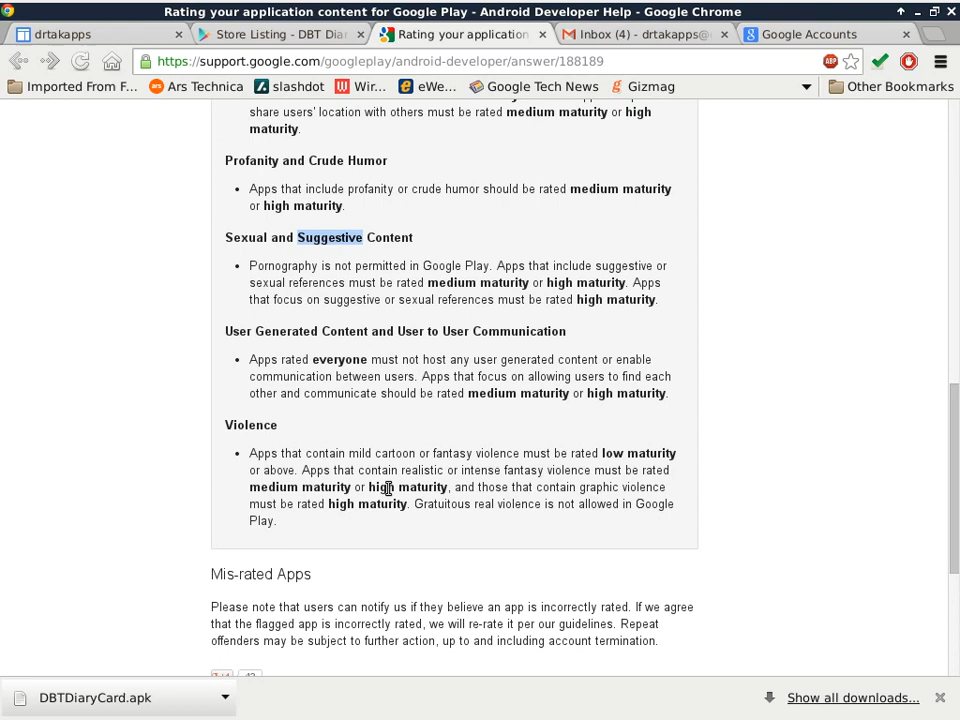 Rating your application content for Google Play - Android Developer Help - Google Chrome
drtakapps
Store Listing - DBT Diar
Rating your application
Inbox (4) - drtakapps@
Google Accounts
https://support.google.com/googleplay/android-developer/answer/188189
ABP
Imported From F...
Ars Technica
slashdot
Wir...
eWe...
Google Tech News
Gizmag
Other Bookmarks
share users' location with others must be rated medium maturity or high
maturity.
Profanity and Crude Humor
• Apps that include profanity or crude humor should be rated medium maturity
or high maturity.
Sexual and Suggestive Content
• Pornography is not permitted in Google Play. Apps that include suggestive or
sexual references must be rated medium maturity or high maturity. Apps
that focus on suggestive or sexual references must be rated high maturity.
User Generated Content and User to User Communication
• Apps rated everyone must not host any user generated content or enable
communication between users. Apps that focus on allowing users to find each
other and communicate should be rated medium maturity or high maturity.
Violence
• Apps that contain mild cartoon or fantasy violence must be rated low maturity
or above. Apps that contain realistic or intense fantasy violence must be rated
medium maturity or high maturity, and those that contain graphic violence
must be rated high maturity. Gratuitous real violence is not allowed in Google
Play.
Mis-rated Apps
Please note that users can notify us if they believe an app is incorrectly rated. If we agree
that the flagged app is incorrectly rated, we will re-rate it per our guidelines. Repeat
offenders may be subject to further action, up to and including account termination.
DBTDiaryCard.apk
Show all downloads...